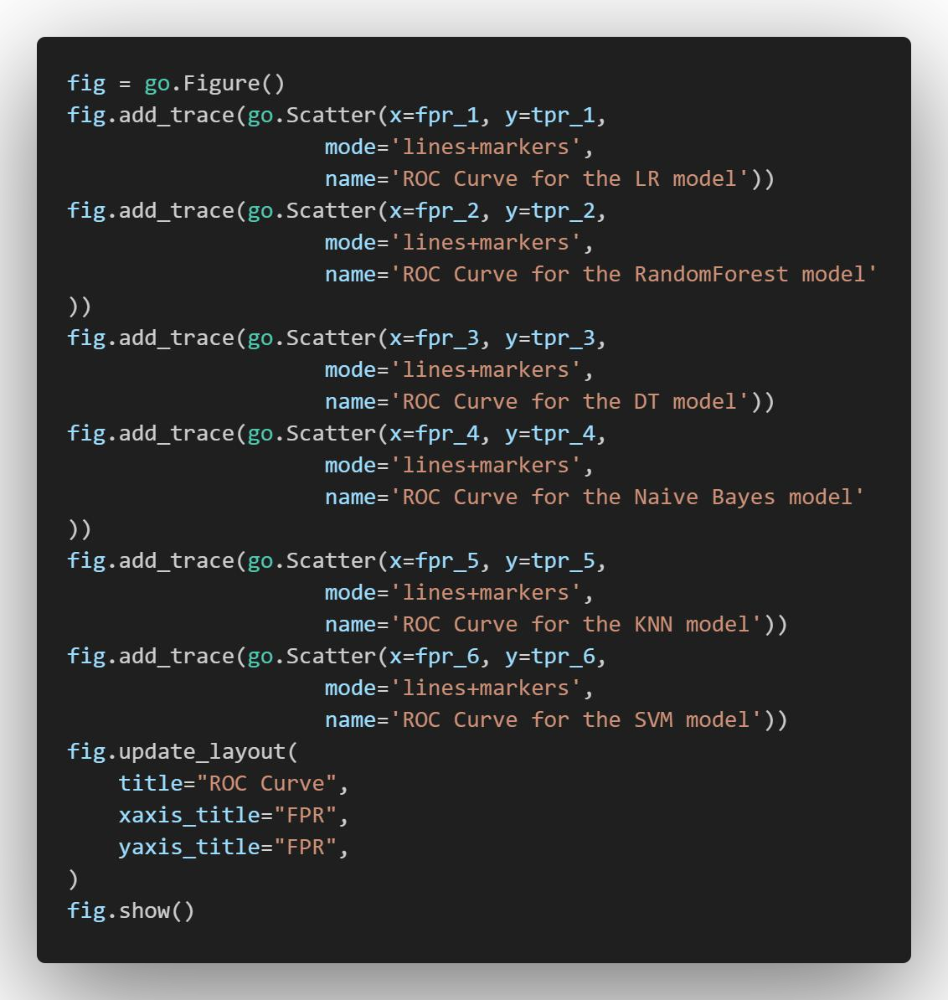 fig = go.Figure()
fig.add_trace(go.Scatter(x=fpr_1, y=tpr_1,
                    mode='lines+markers',
                    name='ROC Curve for the LR model'))
fig.add_trace(go.Scatter(x=fpr_2, y=tpr_2,
                    mode='lines+markers',
                    name='ROC Curve for the RandomForest model'
))
fig.add_trace(go.Scatter(x=fpr_3, y=tpr_3,
                    mode='lines+markers',
                    name='ROC Curve for the DT model'))
fig.add_trace(go.Scatter(x=fpr_4, y=tpr_4,
                    mode='lines+markers',
                    name='ROC Curve for the Naive Bayes model'
))
fig.add_trace(go.Scatter(x=fpr_5, y=tpr_5,
                    mode='lines+markers',
                    name='ROC Curve for the KNN model'))
fig.add_trace(go.Scatter(x=fpr_6, y=tpr_6,
                    mode='lines+markers',
                    name='ROC Curve for the SVM model'))
fig.update_layout(
    title="ROC Curve",
    xaxis_title="FPR",
    yaxis_title="FPR",
)
fig.show()